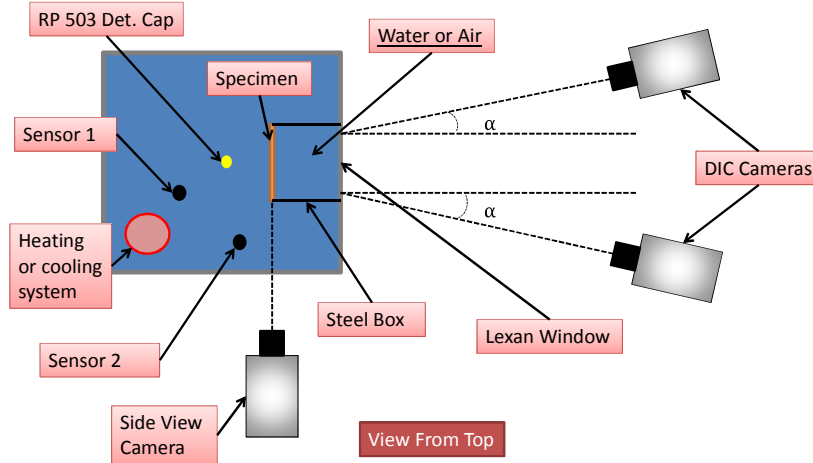 RP 503 Det. Cap
Water or Air
Specimen
Sensor 1
α
DIC Cameras
α
Heating
or cooling
system
Steel Box
Lexan Window
Sensor 2
Side View
Camera
View From Top